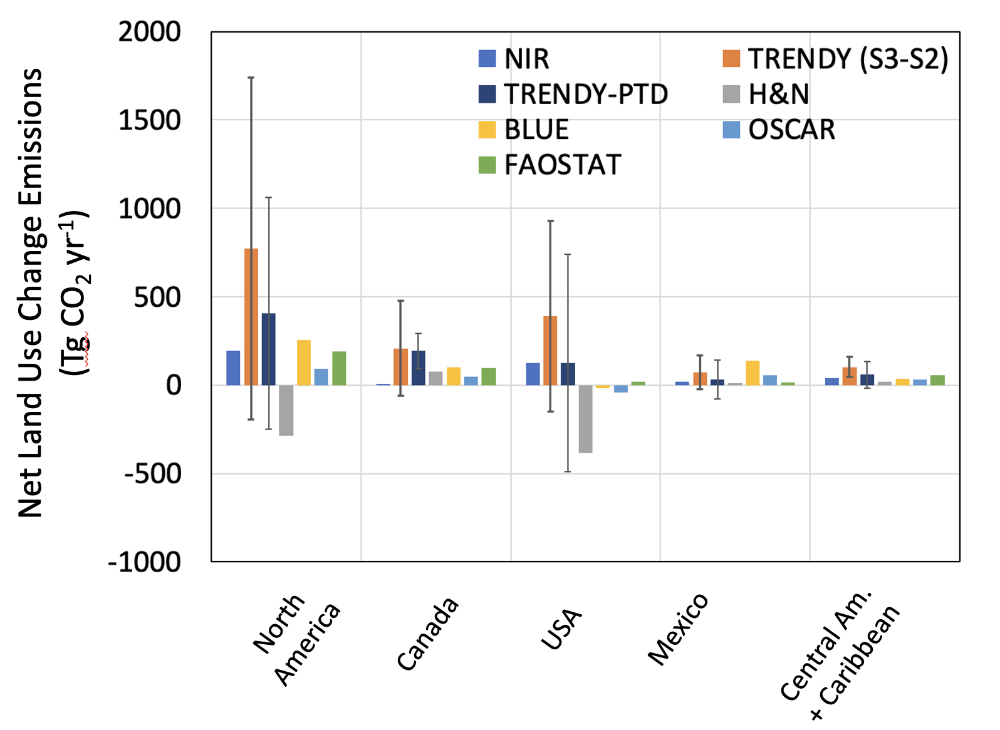 Net Land Use Change Emissions
(Tg CO₂ yr⁻¹)
2000
1500
1000
500
0
-500
-1000
NIR
TRENDY (S3-S2)
TRENDY-PTD
H&N
BLUE
OSCAR
FAOSTAT
North
America
Canada
USA
Mexico
Central Am.
+ Caribbean